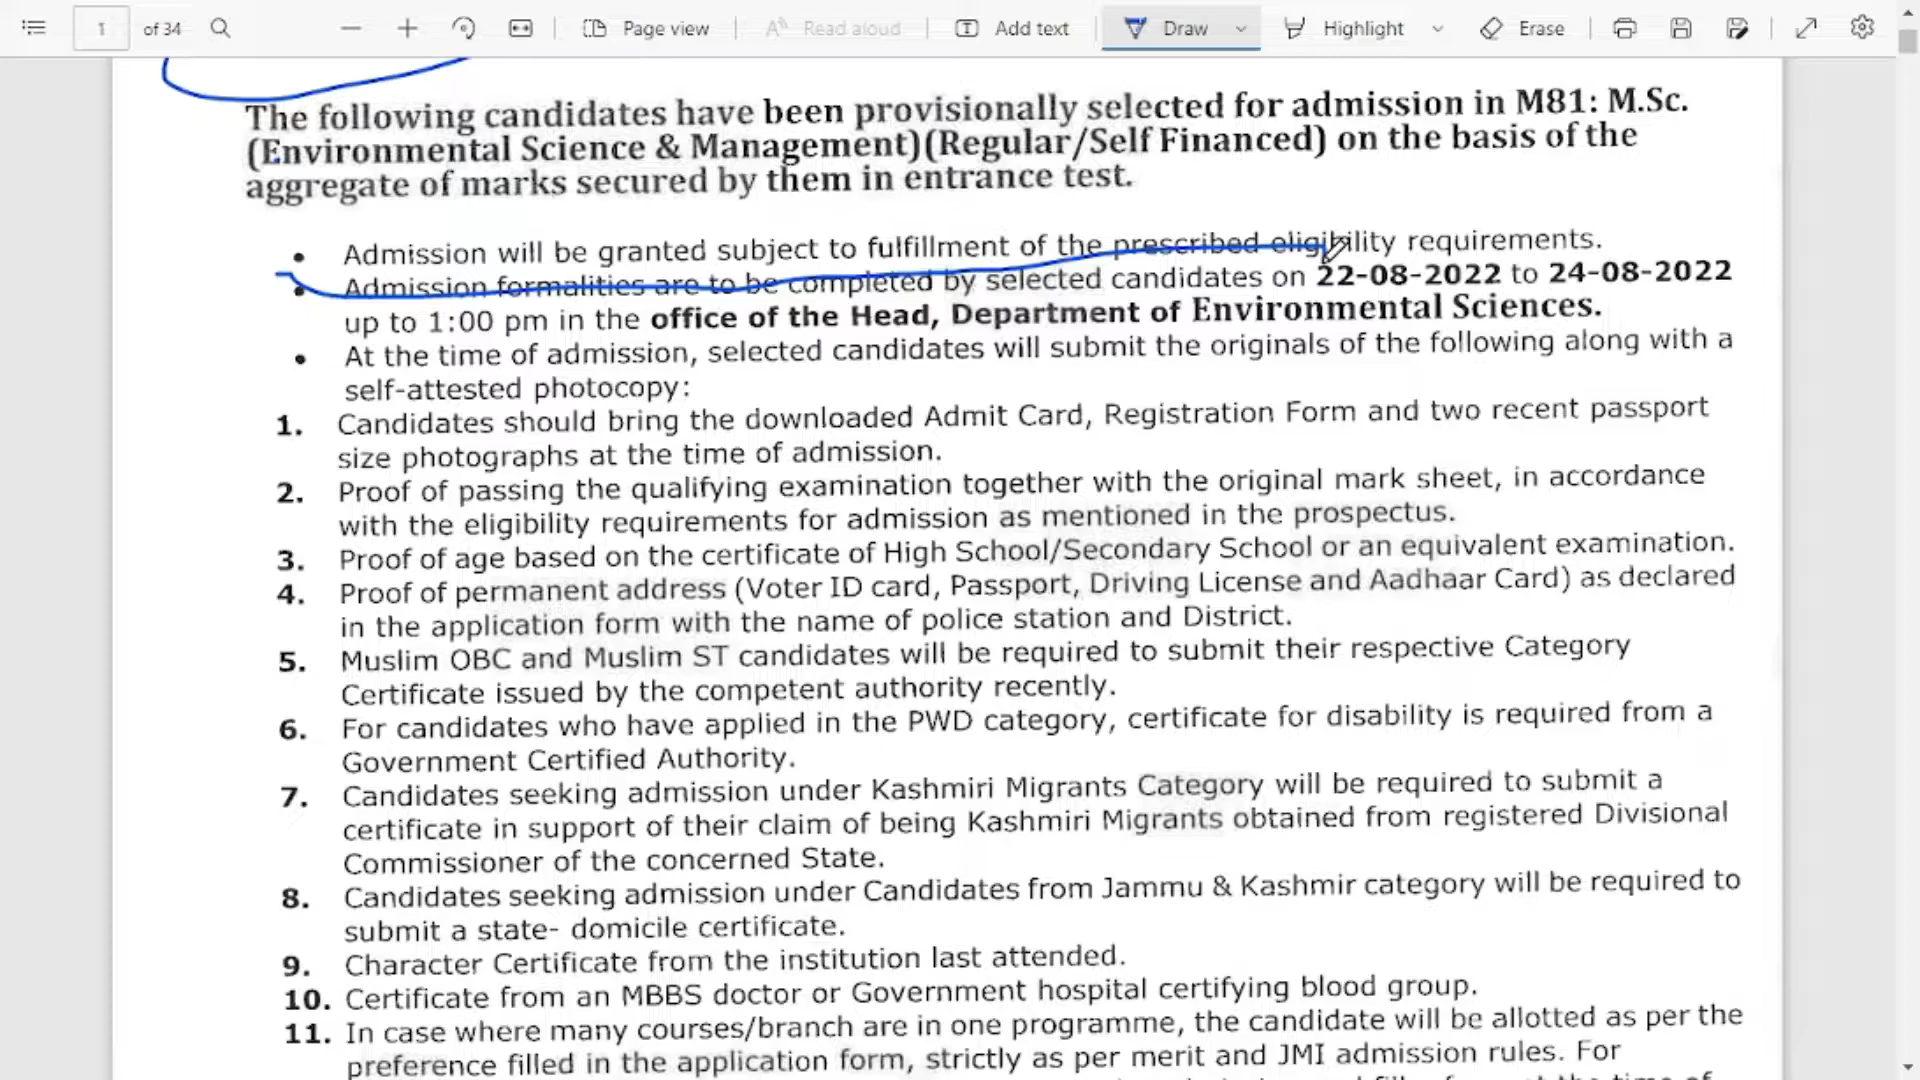 1 of 34 Page view Read aloud Add text Draw Highlight Erase
The following candidates have been provisionally selected for admission in M81: M.Sc.
(Environmental Science & Management)(Regular/Self Financed) on the basis of the
aggregate of marks secured by them in entrance test.
• Admission will be granted subject to fulfillment of the prescribed eligibility requirements.
• Admission formalities are to be completed by selected candidates on 22-08-2022 to 24-08-2022
up to 1:00 pm in the office of the Head, Department of Environmental Sciences.
• At the time of admission, selected candidates will submit the originals of the following along with a
self-attested photocopy:
1. Candidates should bring the downloaded Admit Card, Registration Form and two recent passport
size photographs at the time of admission.
2. Proof of passing the qualifying examination together with the original mark sheet, in accordance
with the eligibility requirements for admission as mentioned in the prospectus.
3. Proof of age based on the certificate of High School/Secondary School or an equivalent examination.
4. Proof of permanent address (Voter ID card, Passport, Driving License and Aadhaar Card) as declared
in the application form with the name of police station and District.
5. Muslim OBC and Muslim ST candidates will be required to submit their respective Category
Certificate issued by the competent authority recently.
6. For candidates who have applied in the PWD category, certificate for disability is required from a
Government Certified Authority.
7. Candidates seeking admission under Kashmiri Migrants Category will be required to submit a
certificate in support of their claim of being Kashmiri Migrants obtained from registered Divisional
Commissioner of the concerned State.
8. Candidates seeking admission under Candidates from Jammu & Kashmir category will be required to
submit a state- domicile certificate.
9. Character Certificate from the institution last attended.
10. Certificate from an MBBS doctor or Government hospital certifying blood group.
11. In case where many courses/branch are in one programme, the candidate will be allotted as per the
preference filled in the application form, strictly as per merit and JMI admission rules. For